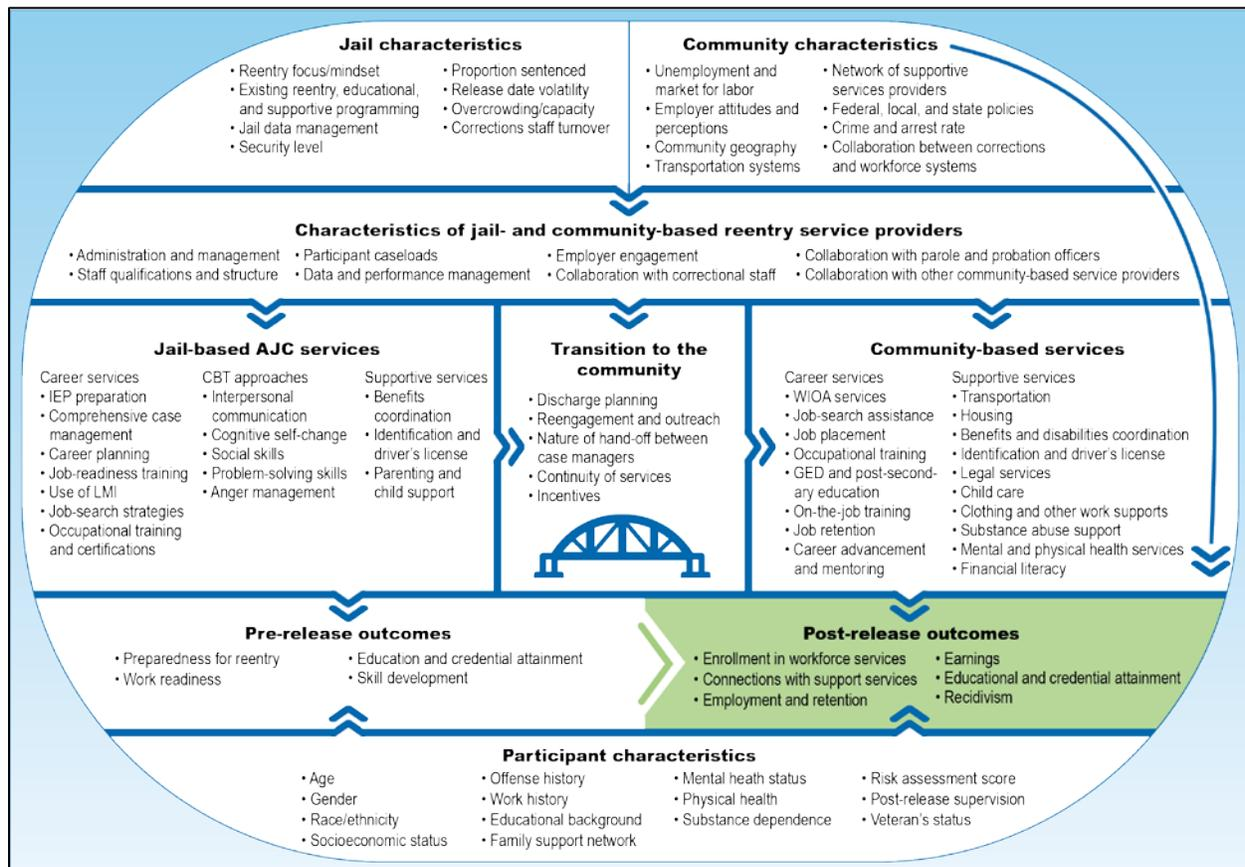 Jail characteristics
• Reentry focus/mindset
• Existing reentry, educational,
and supportive programming
• Jail data management
• Security level
• Proportion sentenced
• Release date volatility
• Overcrowding/capacity
• Corrections staff turnover
Community characteristics
• Unemployment and
market for labor
• Employer attitudes and
perceptions
• Community geography
• Transportation systems
• Network of supportive
services providers
• Federal, local, and state policies
• Crime and arrest rate
• Collaboration between corrections
and workforce systems
Characteristics of jail- and community-based reentry service providers
• Administration and management
• Staff qualifications and structure
• Participant caseloads
• Data and performance management
• Employer engagement
• Collaboration with correctional staff
• Collaboration with parole and probation officers
• Collaboration with other community-based service providers
Jail-based AJC services
Career services
• IEP preparation
• Comprehensive case
management
• Career planning
• Job-readiness training
• Use of LMI
• Job-search strategies
• Occupational training
and certifications
CBT approaches
• Interpersonal
communication
• Cognitive self-change
• Social skills
• Problem-solving skills
• Anger management
Supportive services
• Benefits
coordination
• Identification and
driver's license
• Parenting and
child support
Transition to the
community
• Discharge planning
• Reengagement and outreach
• Nature of hand-off between
case managers
• Continuity of services
• Incentives
Community-based services
Career services
• WIOA services
• Job-search assistance
• Job placement
• Occupational training
• GED and post-second-
ary education
• On-the-job training
• Job retention
• Career advancement
and mentoring
Supportive services
• Transportation
• Housing
• Benefits and disabilities coordination
• Identification and driver's license
• Legal services
• Child care
• Clothing and other work supports
• Substance abuse support
• Mental and physical health services
• Financial literacy
Pre-release outcomes
• Preparedness for reentry
• Work readiness
• Education and credential attainment
• Skill development
Post-release outcomes
• Enrollment in workforce services
• Connections with support services
• Employment and retention
• Earnings
• Educational and credential attainment
• Recidivism
Participant characteristics
• Age
• Gender
• Race/ethnicity
• Socioeconomic status
• Offense history
• Work history
• Educational background
• Family support network
• Mental heath status
• Physical health
• Substance dependence
• Risk assessment score
• Post-release supervision
• Veteran's status